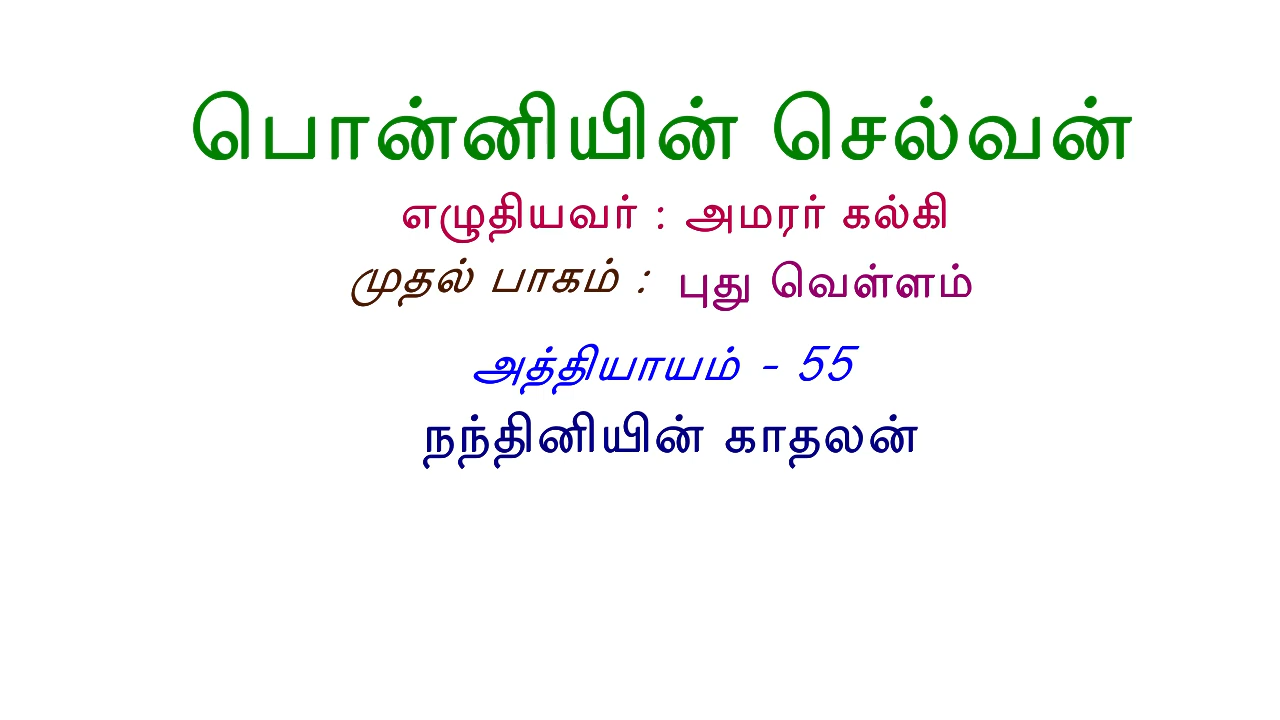 பொன்னியின் செல்வன்
எழுதியவர் : அமரர் கல்கி
முதல் பாகம் : புது வெள்ளம்
அத்தியாயம் - 55
நந்தினியின் காதலன்